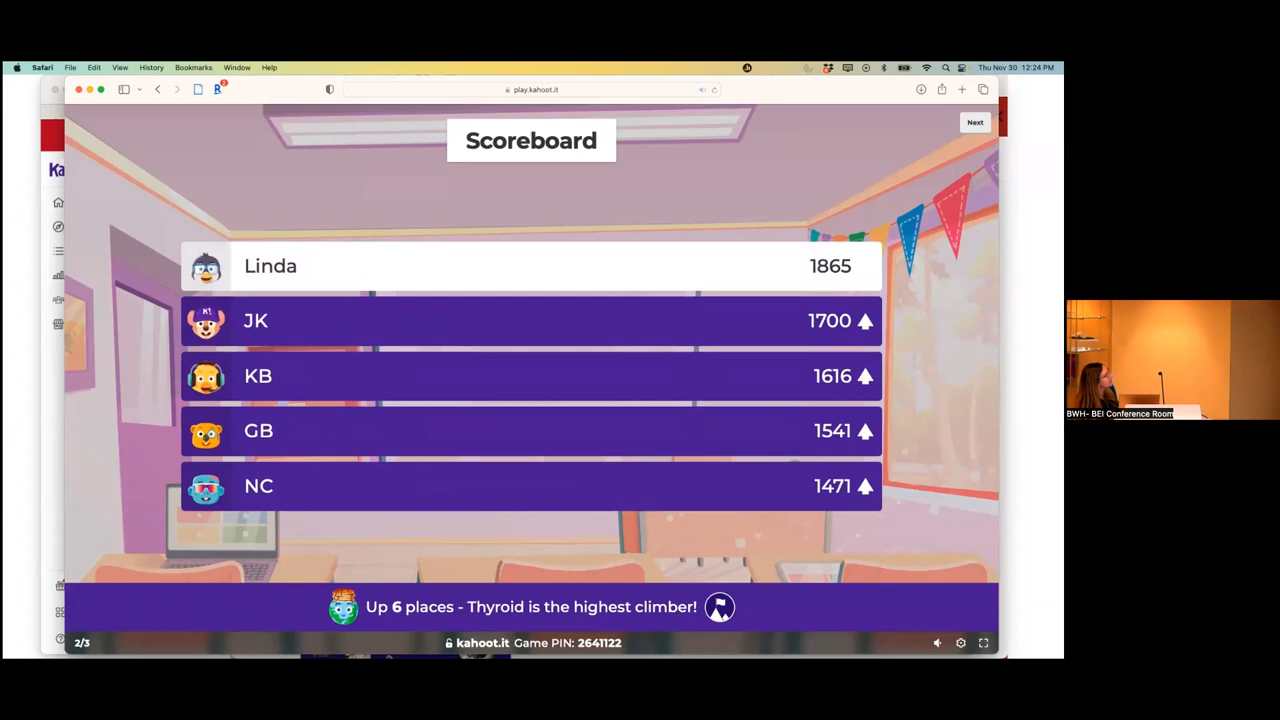 Safari File Edit View History Bookmarks Window Help Thu Nov 30 12:24 PM
play.kahoot.it
Ka
Scoreboard
Next
Linda 1865
K!
JK 1700
KB 1616
GB 1541
NC 1471
Up 6 places - Thyroid is the highest climber!
2/3 kahoot.it Game PIN: 2641122
BWH- BEI Conference Room